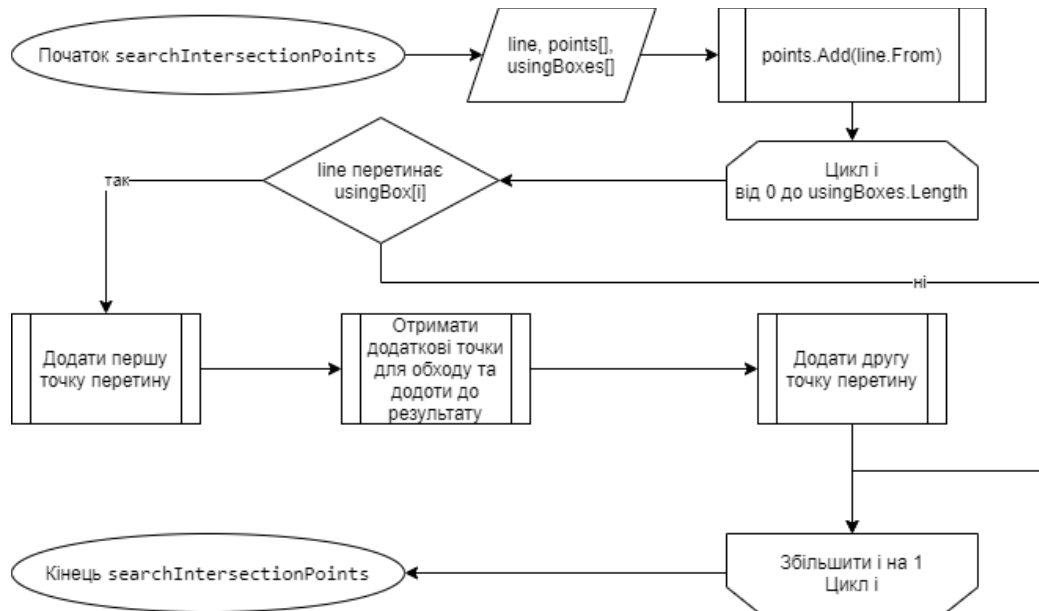 Початок searchIntersectionPoints
line, points[],
usingBoxes[]
points.Add(line.From)
Цикл i
від 0 до usingBoxes.Length
line перетинає
usingBox[i]
так
ні
Додати першу
точку перетину
Отримати
додаткові точки
для обходу та
додоти до
результату
Додати другу
точку перетину
Збільшити і на 1
Цикл і
Кінець searchIntersectionPoints